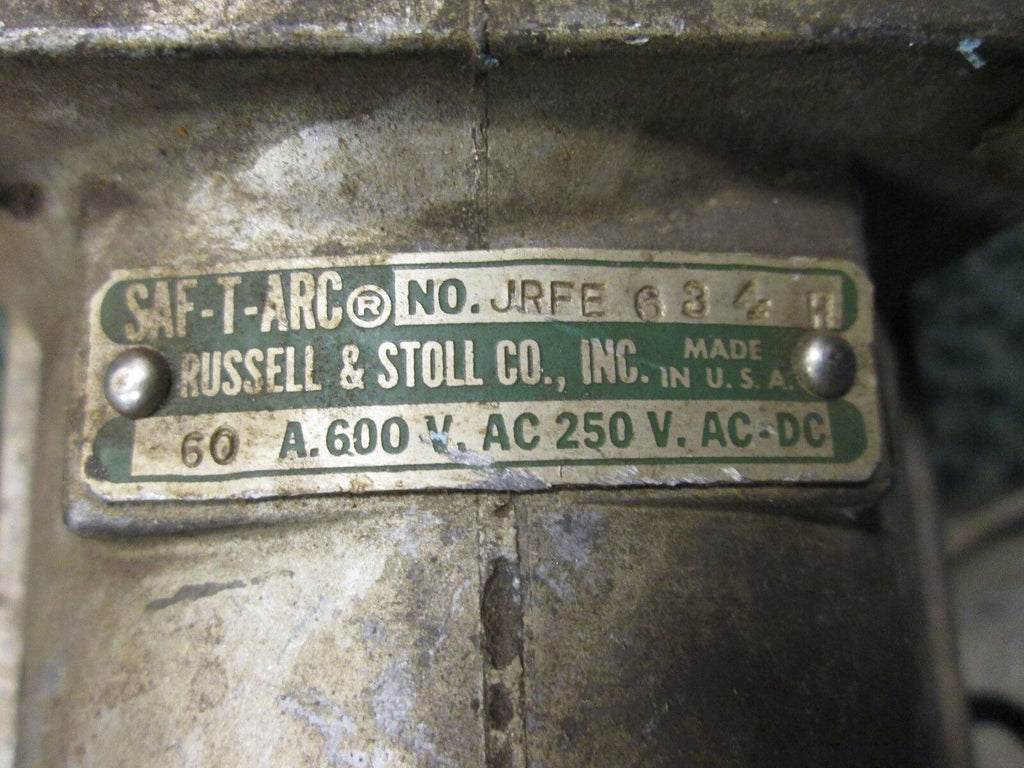 SAF-T-ARC® NO. JRFE 634 H
RUSSELL & STOLL CO., INC. MADE IN U.S.A.
60 A. 600 V. AC 250 V. AC-DC